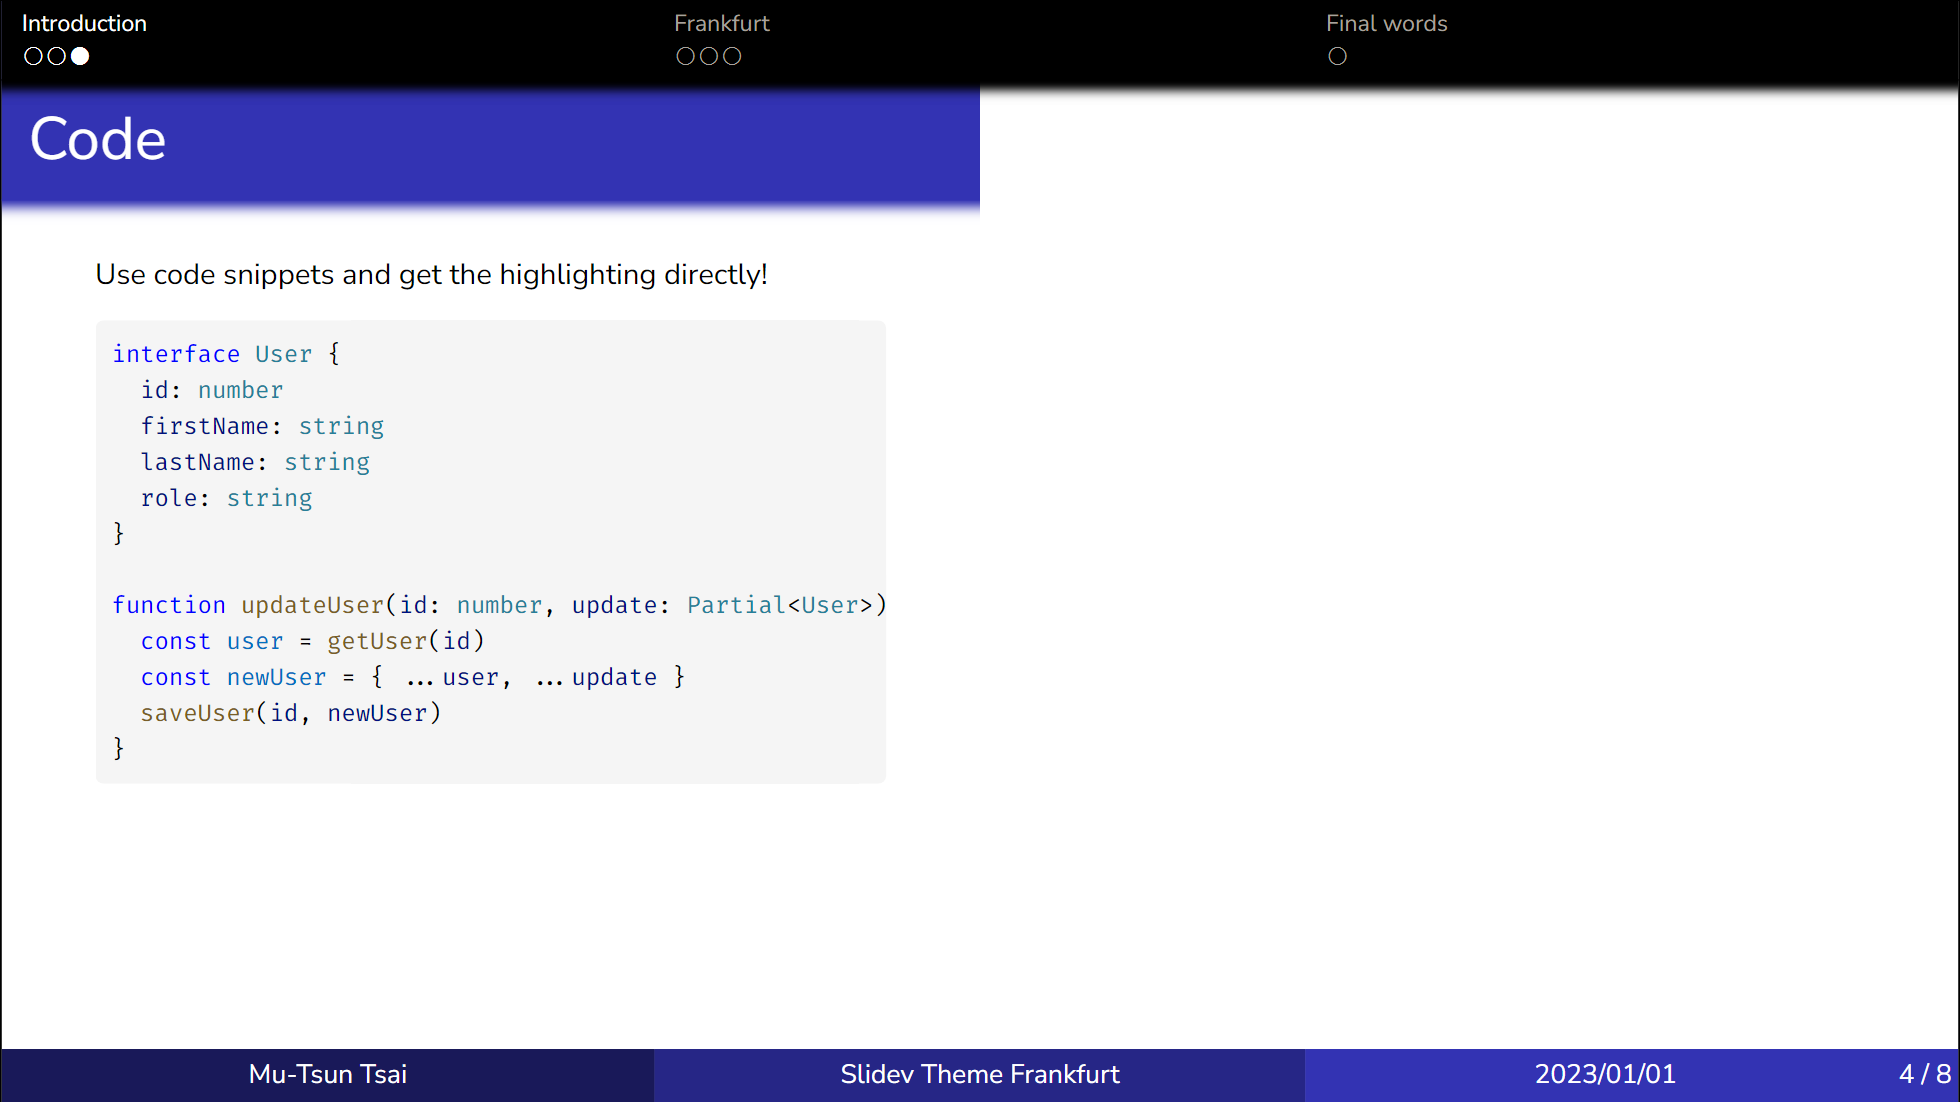 Introduction
Frankfurt
Final words
Code
Use code snippets and get the highlighting directly!
interface User {
  id: number
  firstName: string
  lastName: string
  role: string
}
function updateUser(id: number, update: Partial<User>)
  const user = getUser(id)
  const newUser = { ...user, ...update }
  saveUser(id, newUser)
}
Mu-Tsun Tsai
Slidev Theme Frankfurt
2023/01/01
4 / 8